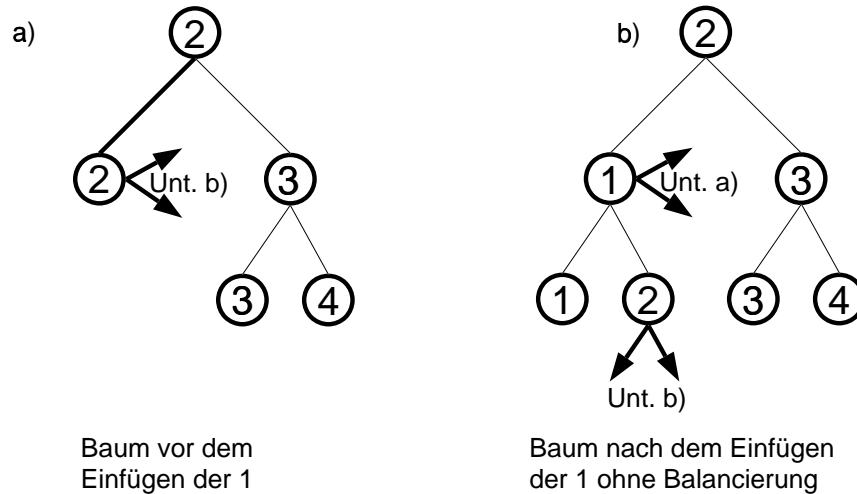 a) 2 b) 2
2 Unt. b) 3 1 Unt. a) 3
3 4 1 2 3 4
Unt. b)
Baum vor dem
Einfügen der 1
Baum nach dem Einfügen
der 1 ohne Balancierung